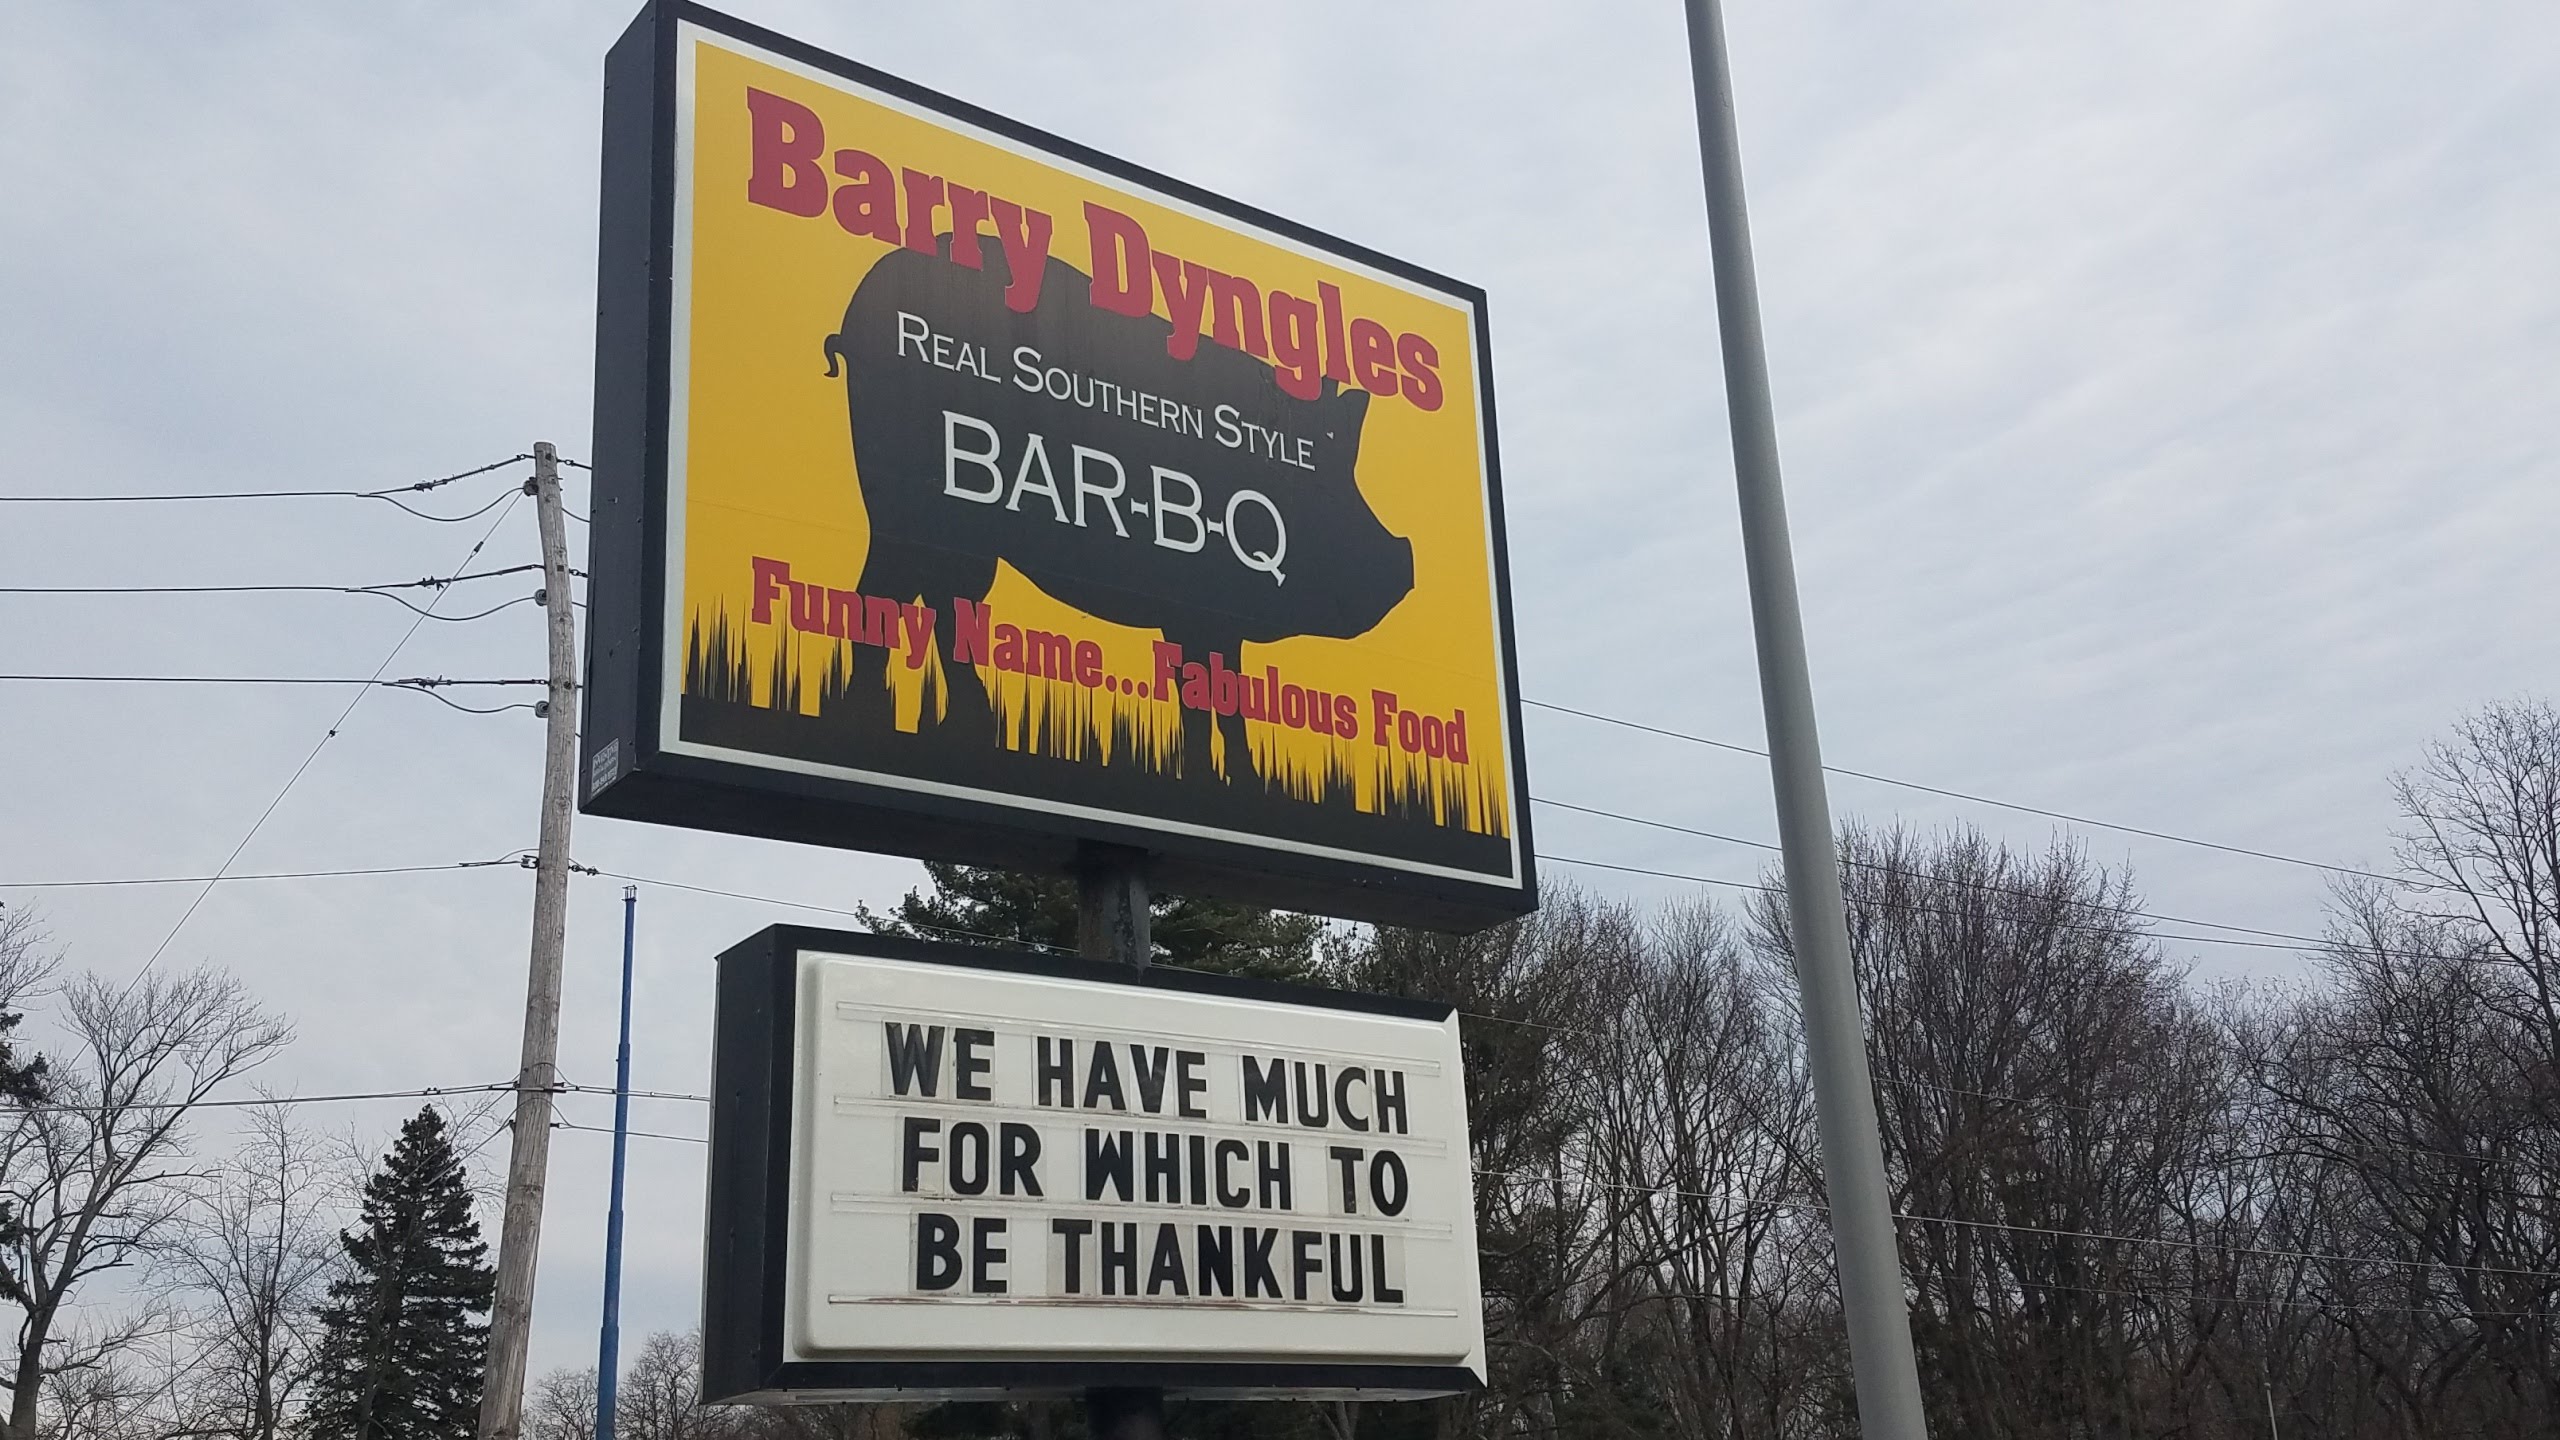 Barry Dyngles
REAL SOUTHERN STYLE
BAR-B-Q
Funny Name...Fabulous Food
WE HAVE MUCH
FOR WHICH TO
BE THANKFUL